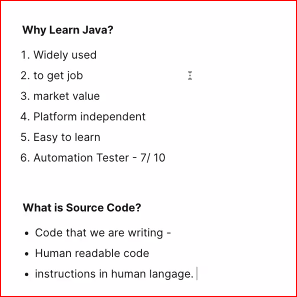 Why Learn Java?
1. Widely used
2. to get job
3. market value
4. Platform independent
5. Easy to learn
6. Automation Tester - 7/ 10
What is Source Code?
• Code that we are writing -
• Human readable code
• instructions in human langage.